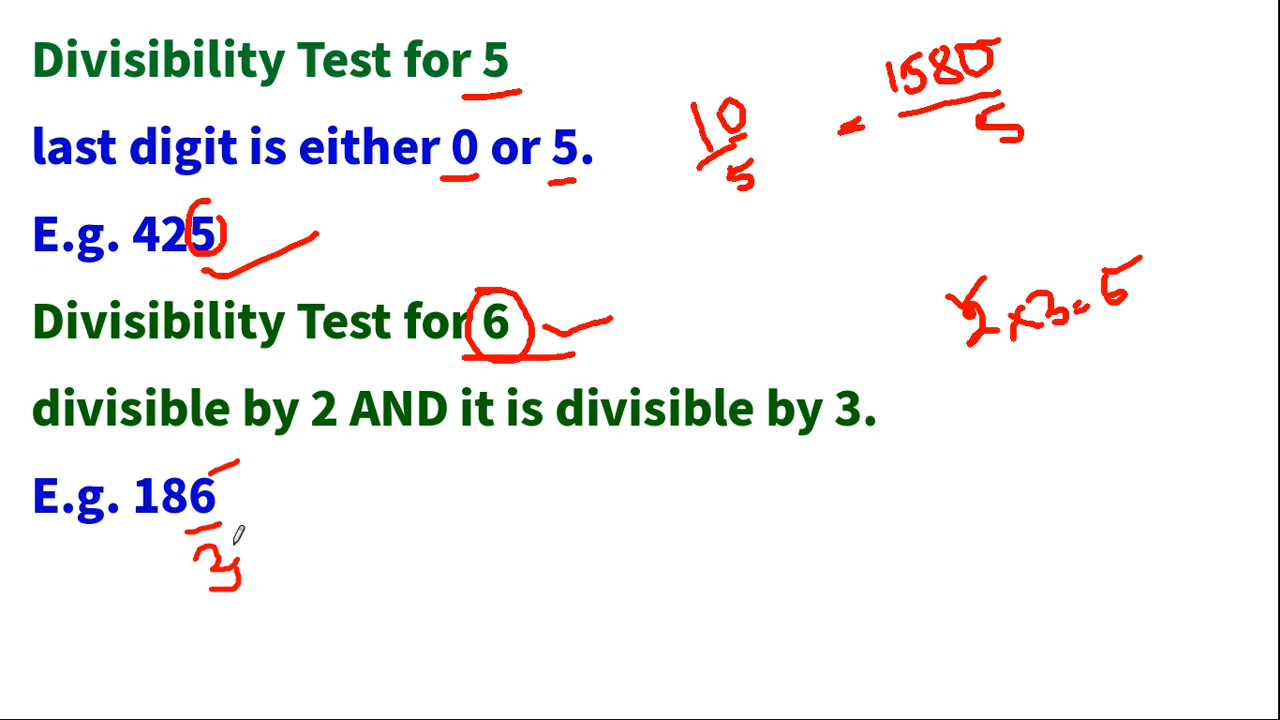 Divisibility Test for 5
last digit is either 0 or 5.
10/5 = 1580/5
E.g. 425
2 x 3 = 6
Divisibility Test for 6
divisible by 2 AND it is divisible by 3.
E.g. 186